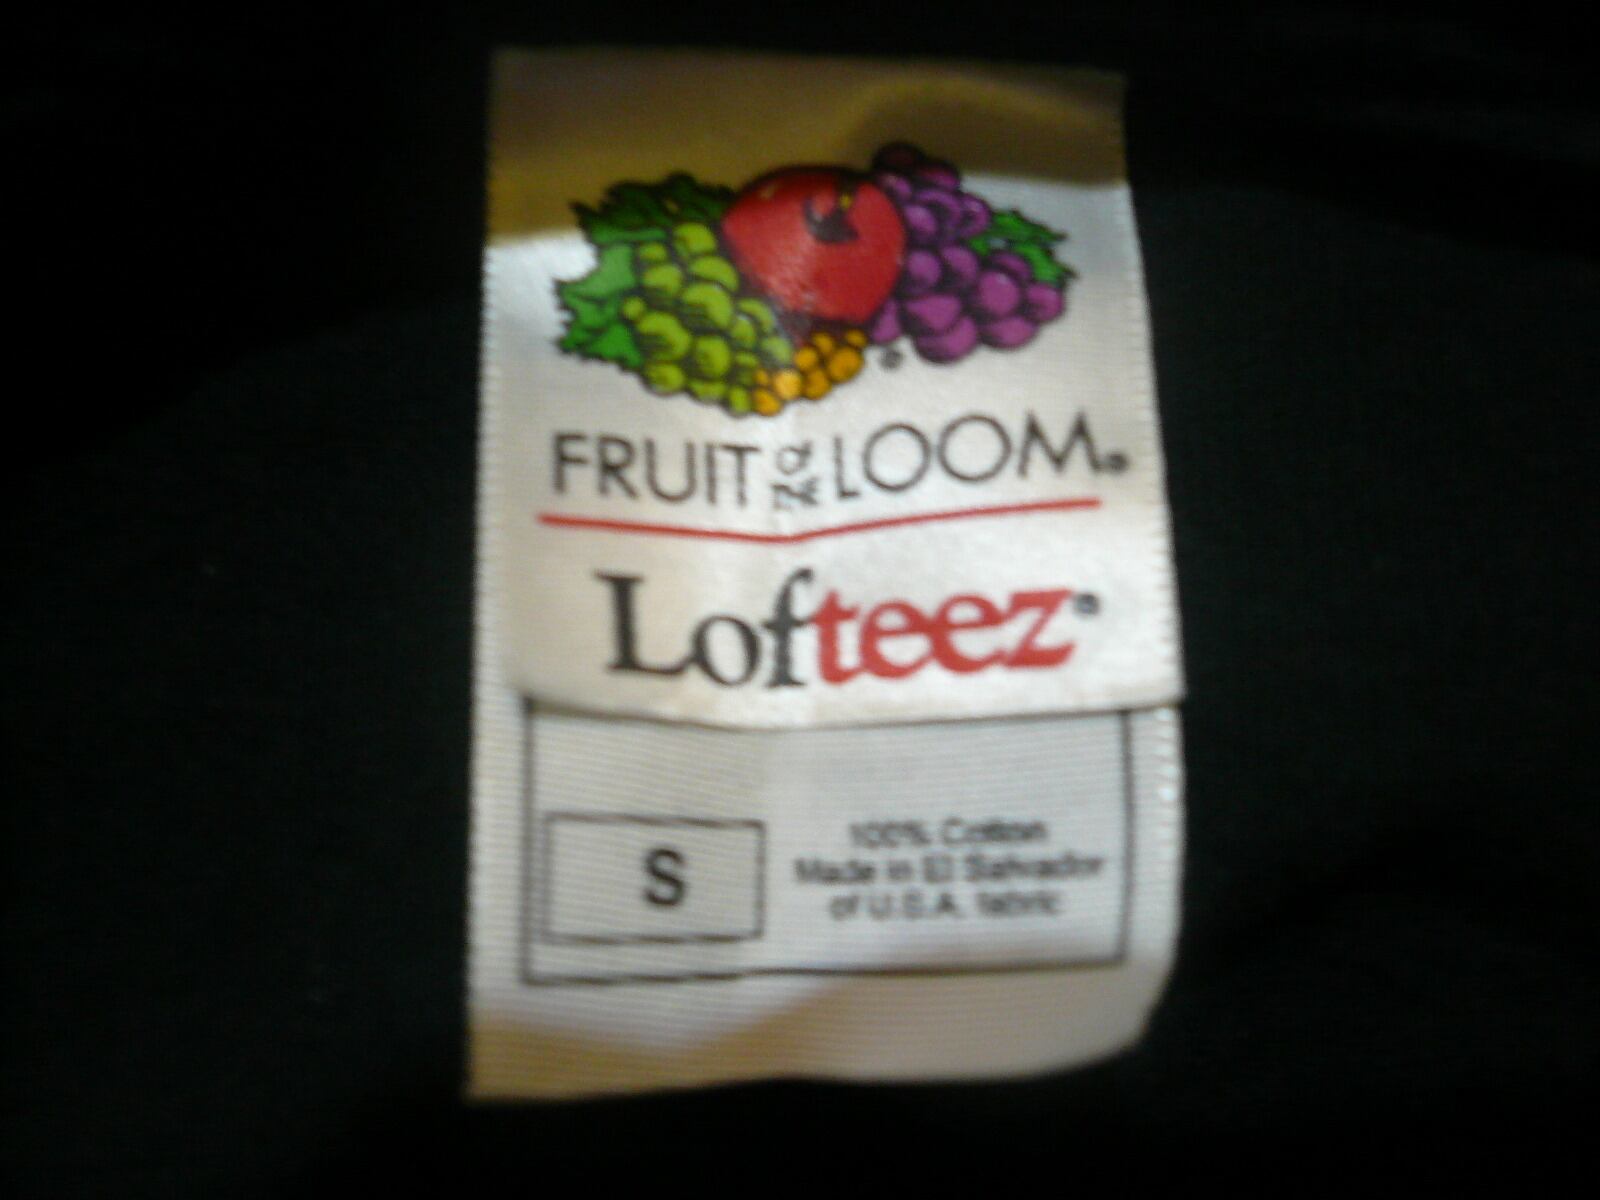 FRUIT OF THE LOOM®
Lofteez®
S
100% Cotton
Made in El Salvador
of U.S.A. fabric